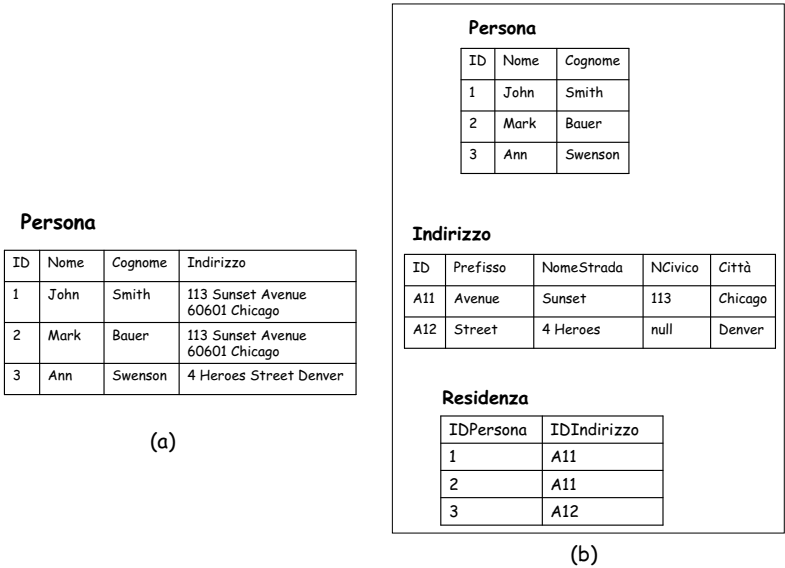 Persona
ID Nome Cognome Indirizzo
1 John Smith 113 Sunset Avenue
60601 Chicago
2 Mark Bauer 113 Sunset Avenue
60601 Chicago
3 Ann Swenson 4 Heroes Street Denver
(a)
Persona
ID Nome Cognome
1 John Smith
2 Mark Bauer
3 Ann Swenson
Indirizzo
ID Prefisso NomeStrada NCivico Città
A11 Avenue Sunset 113 Chicago
A12 Street 4 Heroes null Denver
Residenza
IDPersona IDIndirizzo
1 A11
2 A11
3 A12
(b)